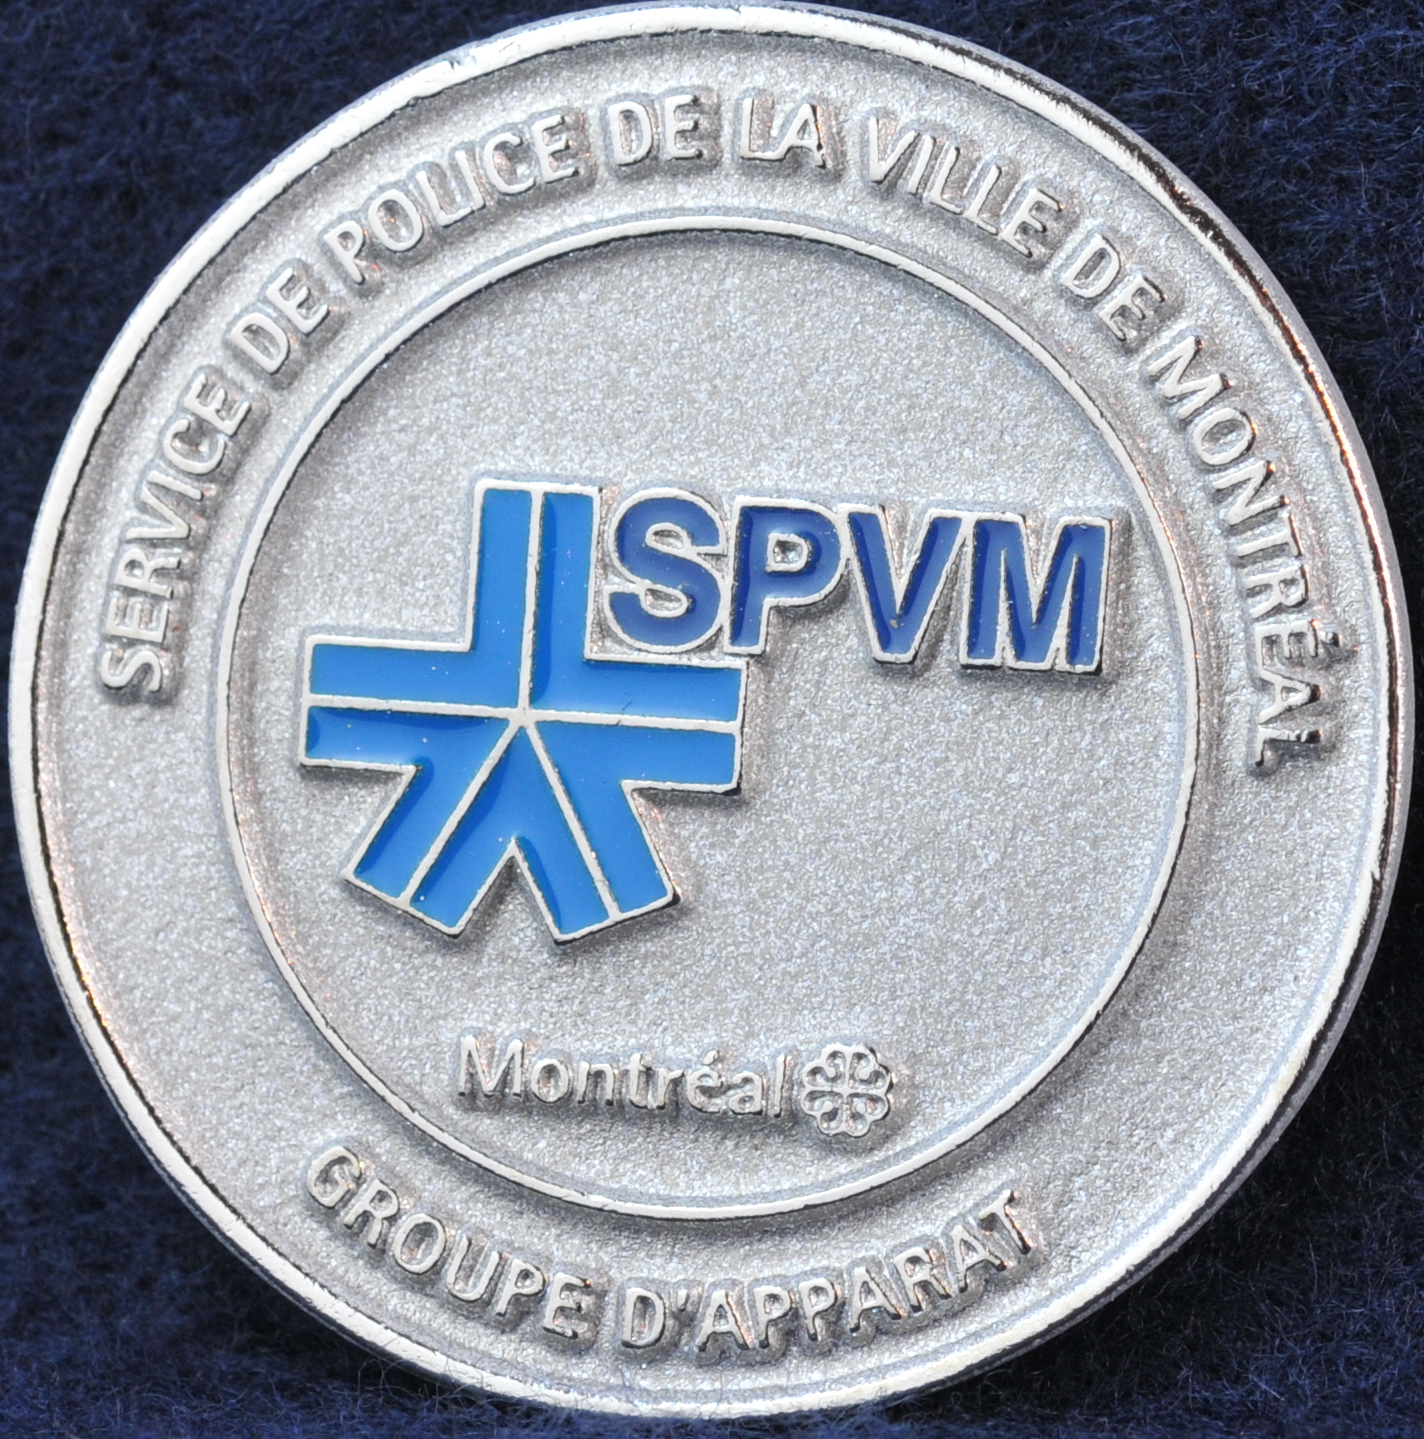 SERVICE DE POLICE DE LA VILLE DE MONTRÉAL
SPVM
Montréal
GROUPE D'APPARAT